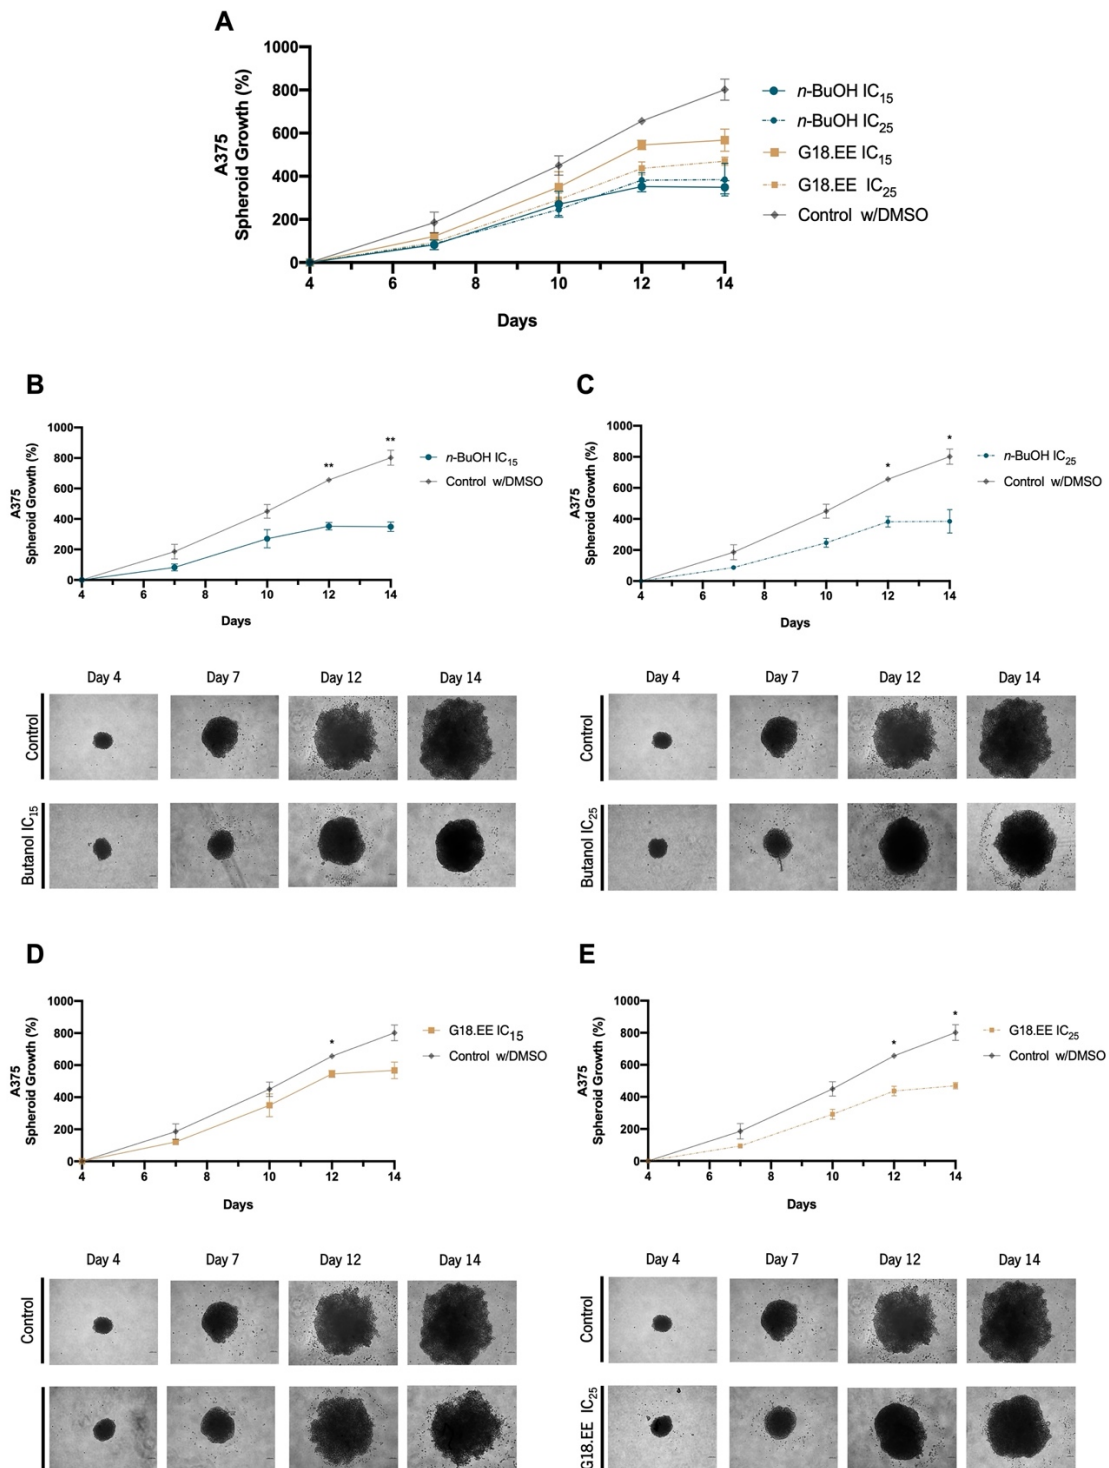 A
1000
800
600
400
200
0
4 6 8 10 12 14
A375
Spheroid Growth (%)
Days
n-BuOH IC15
n-BuOH IC25
G18.EE IC15
G18.EE IC25
Control w/DMSO
B
1000
800
600
400
200
0
4 6 8 10 12 14
A375
Spheroid Growth (%)
Days
** **
n-BuOH IC15
Control w/DMSO
Day 4 Day 7 Day 12 Day 14
Control
Butanol IC15
C
1000
800
600
400
200
0
4 6 8 10 12 14
A375
Spheroid Growth (%)
Days
* *
n-BuOH IC25
Control w/DMSO
Day 4 Day 7 Day 12 Day 14
Control
Butanol IC25
D
1000
800
600
400
200
0
4 6 8 10 12 14
A375
Spheroid Growth (%)
Days
*
G18.EE IC15
Control w/DMSO
Day 4 Day 7 Day 12 Day 14
Control
E
1000
800
600
400
200
0
4 6 8 10 12 14
A375
Spheroid Growth (%)
Days
* *
G18.EE IC25
Control w/DMSO
Day 4 Day 7 Day 12 Day 14
Control
G18.EE IC25